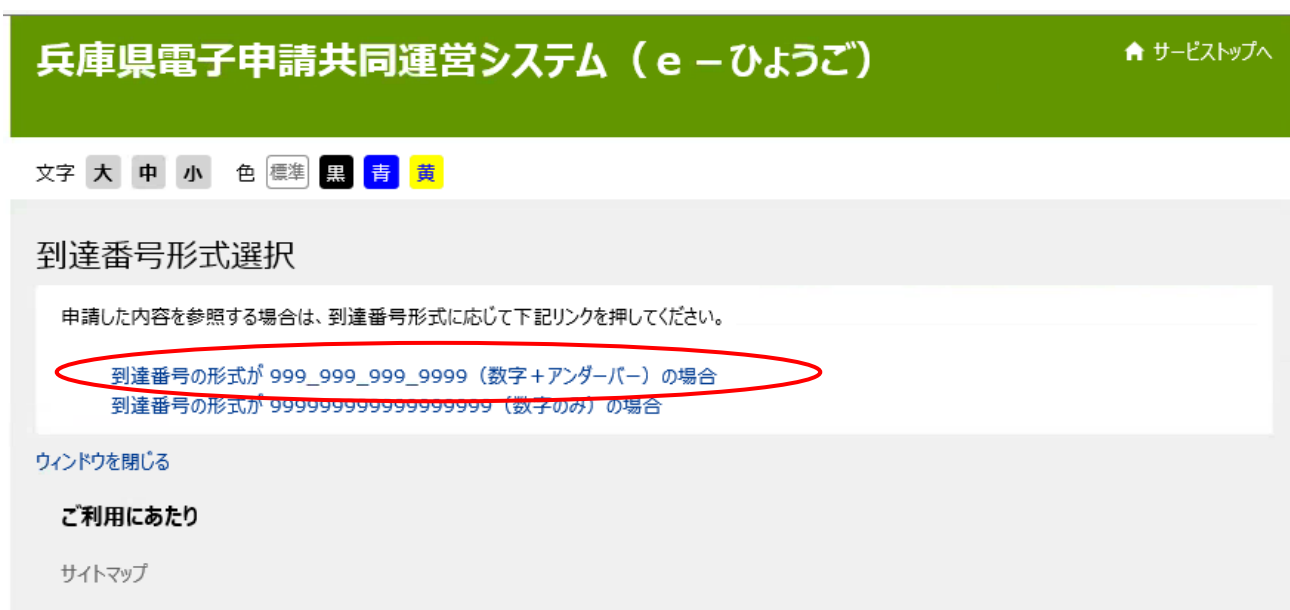 兵庫県電子申請共同運営システム（ｅ－ひょうご） サービストップへ
文字 大 中 小 色 標準 黒 青 黄
到達番号形式選択
申請した内容を参照する場合は、到達番号形式に応じて下記リンクを押してください。
到達番号の形式が 999_999_999_9999（数字＋アンダーバー）の場合
到達番号の形式が 999999999999999999（数字のみ）の場合
ウィンドウを閉じる
ご利用にあたり
サイトマップ